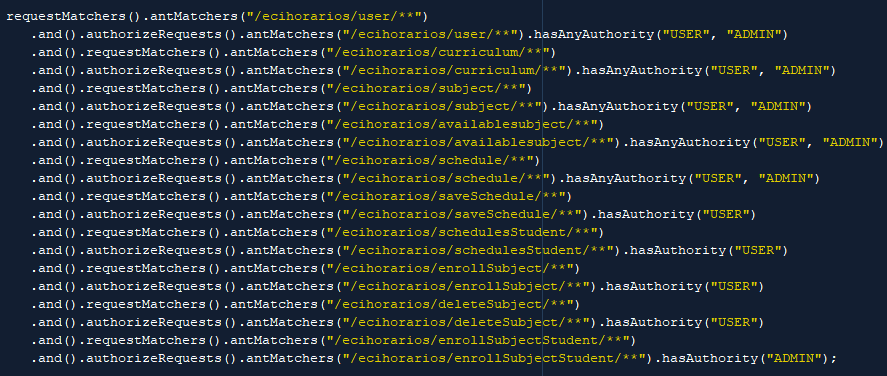 requestMatchers().antMatchers("/ecihorarios/user/**")
.and().authorizeRequests().antMatchers("/ecihorarios/user/**").hasAnyAuthority("USER", "ADMIN")
.and().requestMatchers().antMatchers("/ecihorarios/curriculum/**")
.and().authorizeRequests().antMatchers("/ecihorarios/curriculum/**").hasAnyAuthority("USER", "ADMIN")
.and().requestMatchers().antMatchers("/ecihorarios/subject/**")
.and().authorizeRequests().antMatchers("/ecihorarios/subject/**").hasAnyAuthority("USER", "ADMIN")
.and().requestMatchers().antMatchers("/ecihorarios/availablesubject/**")
.and().authorizeRequests().antMatchers("/ecihorarios/availablesubject/**").hasAnyAuthority("USER", "ADMIN")
.and().requestMatchers().antMatchers("/ecihorarios/schedule/**")
.and().authorizeRequests().antMatchers("/ecihorarios/schedule/**").hasAnyAuthority("USER", "ADMIN")
.and().requestMatchers().antMatchers("/ecihorarios/saveSchedule/**")
.and().authorizeRequests().antMatchers("/ecihorarios/saveSchedule/**").hasAuthority("USER")
.and().requestMatchers().antMatchers("/ecihorarios/schedulesStudent/**")
.and().authorizeRequests().antMatchers("/ecihorarios/schedulesStudent/**").hasAuthority("USER")
.and().requestMatchers().antMatchers("/ecihorarios/enrollSubject/**")
.and().authorizeRequests().antMatchers("/ecihorarios/enrollSubject/**").hasAuthority("USER")
.and().requestMatchers().antMatchers("/ecihorarios/deleteSubject/**")
.and().authorizeRequests().antMatchers("/ecihorarios/deleteSubject/**").hasAuthority("USER")
.and().requestMatchers().antMatchers("/ecihorarios/enrollSubjectStudent/**")
.and().authorizeRequests().antMatchers("/ecihorarios/enrollSubjectStudent/**").hasAuthority("ADMIN");